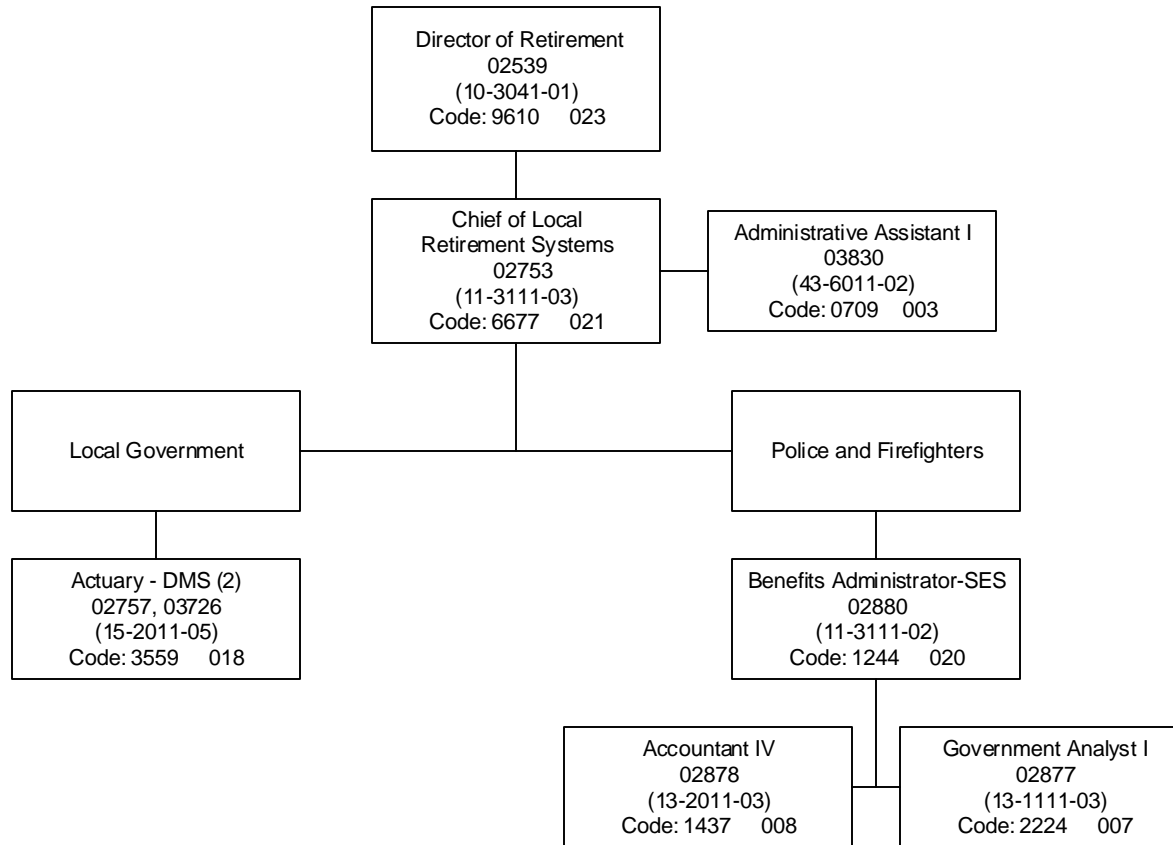 Director of Retirement
02539
(10-3041-01)
Code: 9610 023
Chief of Local
Retirement Systems
02753
(11-3111-03)
Code: 6677 021
Administrative Assistant I
03830
(43-6011-02)
Code: 0709 003
Local Government
Police and Firefighters
Actuary - DMS (2)
02757, 03726
(15-2011-05)
Code: 3559 018
Benefits Administrator-SES
02880
(11-3111-02)
Code: 1244 020
Accountant IV
02878
(13-2011-03)
Code: 1437 008
Government Analyst I
02877
(13-1111-03)
Code: 2224 007